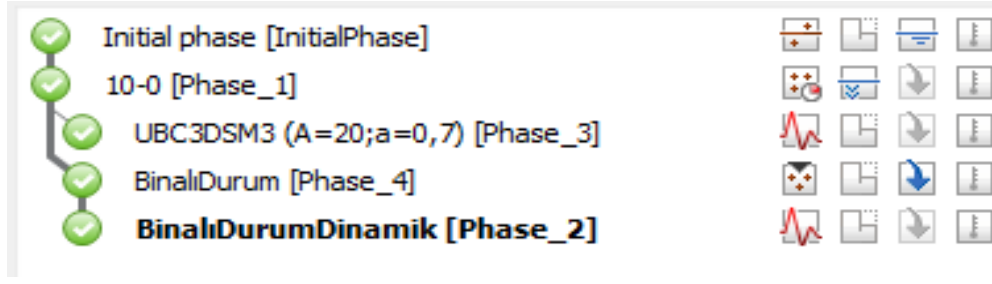 Initial phase [InitialPhase]
10-0 [Phase_1]
UBC3DSM3 (A=20;a=0,7) [Phase_3]
BinalıDurum [Phase_4]
BinalıDurumDinamik [Phase_2]